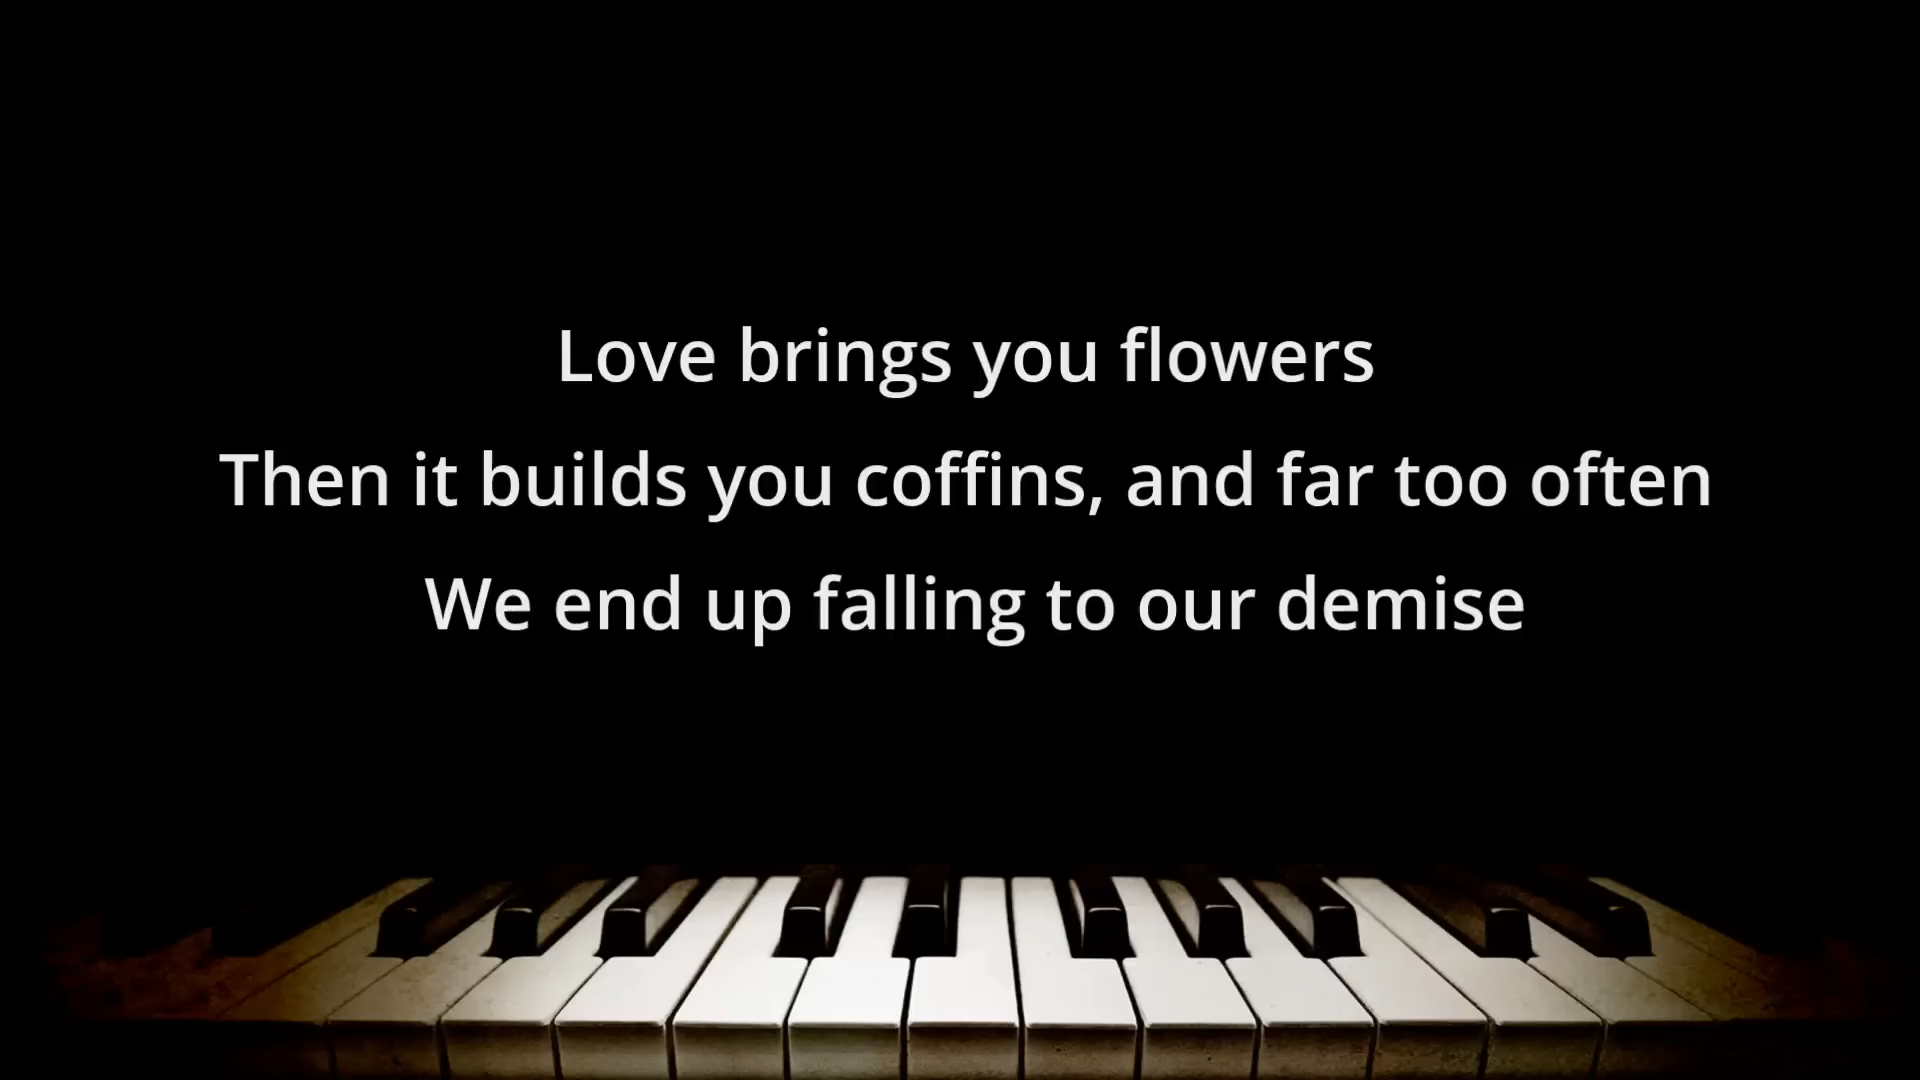 Love brings you flowers
Then it builds you coffins, and far too often
We end up falling to our demise